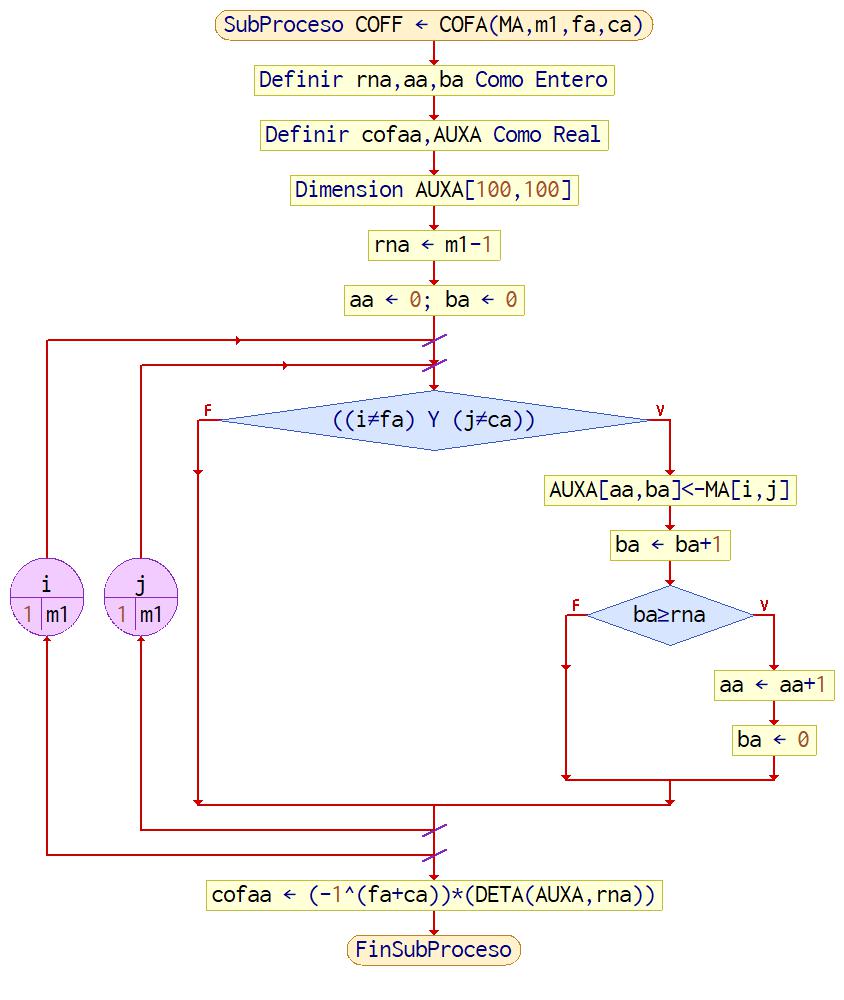 SubProceso COFF ← COFA(MA,m1,fa,ca)
Definir rna,aa,ba Como Entero
Definir cofaa,AUXA Como Real
Dimension AUXA[100,100]
rna ← m1-1
aa ← 0; ba ← 0
F
((i≠fa) Y (j≠ca))
V
AUXA[aa,ba]<-MA[i,j]
ba ← ba+1
i
1 m1
j
1 m1
F
ba≥rna
V
aa ← aa+1
ba ← 0
cofaa ← (-1^(fa+ca))*(DETA(AUXA,rna))
FinSubProceso